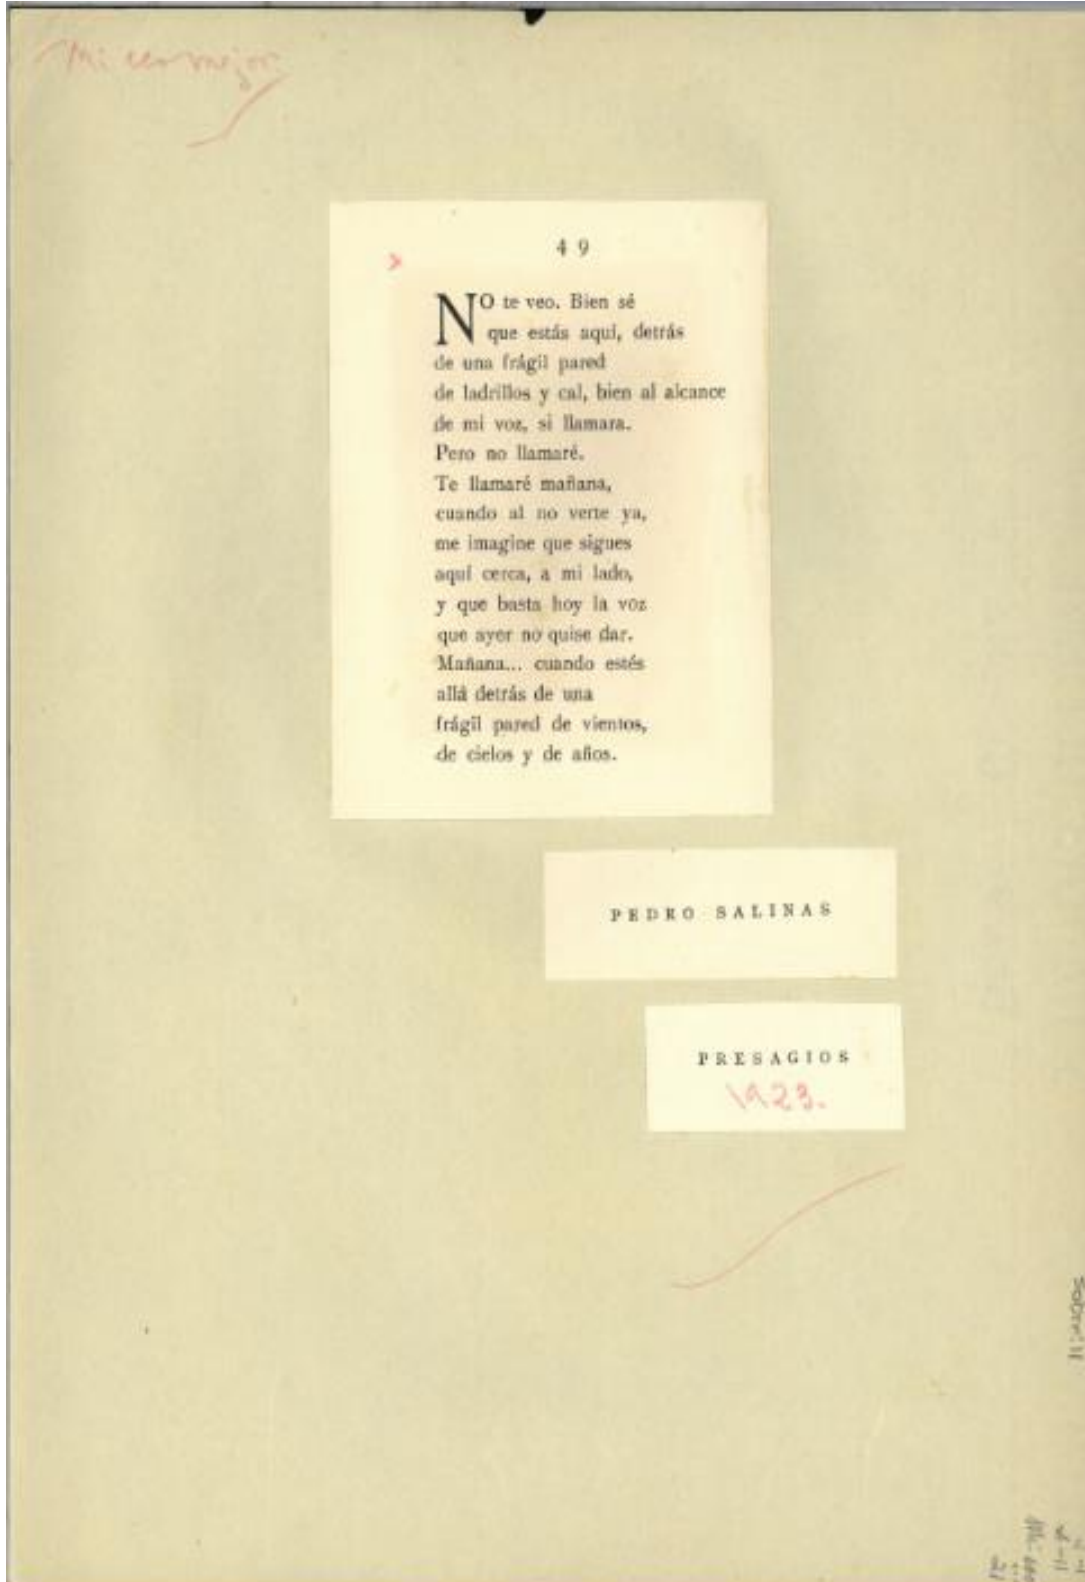 Mi eco mejor
49
NO te veo. Bien sé
que estás aquí, detrás
de una frágil pared
de ladrillos y cal, bien al alcance
de mi voz, si llamara.
Pero no llamaré.
Te llamaré mañana,
cuando al no verte ya,
me imagine que sigues
aquí cerca, a mi lado,
y que basta hoy la voz
que ayer no quise dar.
Mañana... cuando estés
allá detrás de una
frágil pared de vientos,
de cielos y de años.
PEDRO SALINAS
PRESAGIOS
1923.